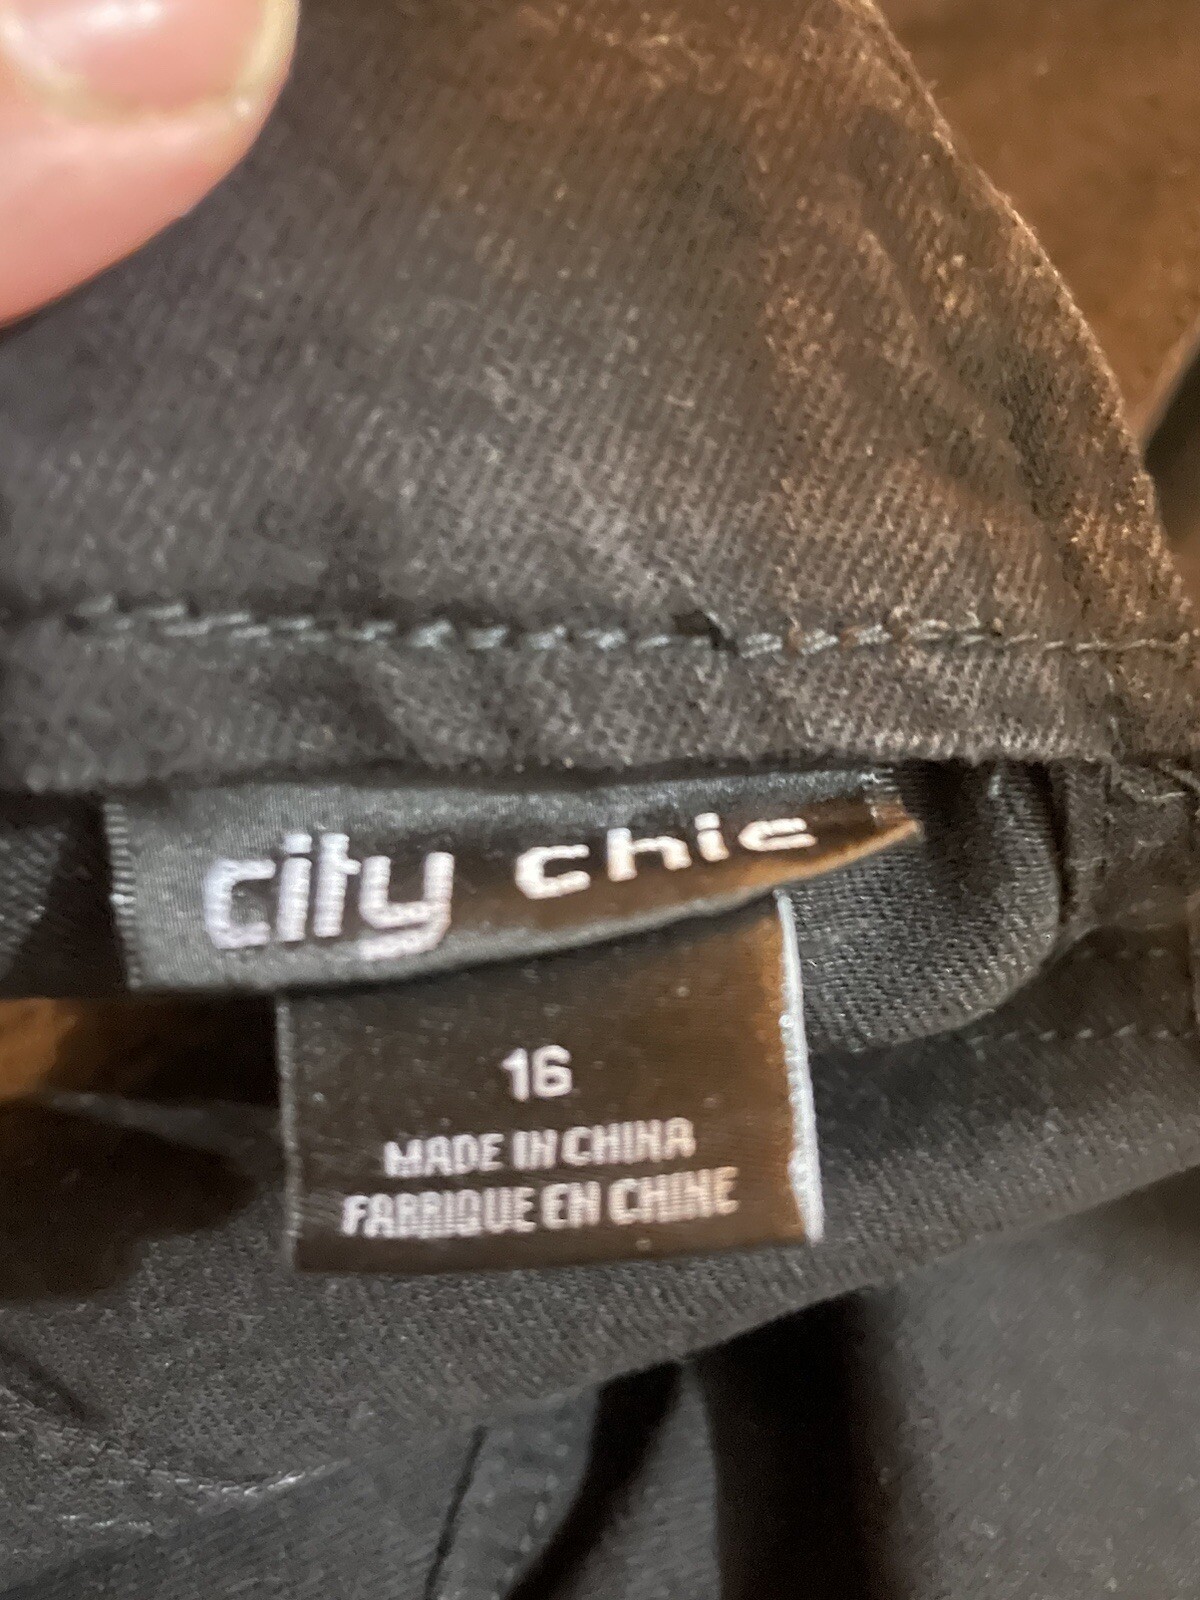 city chic
16
MADE IN CHINA
FABRIQUE EN CHINE